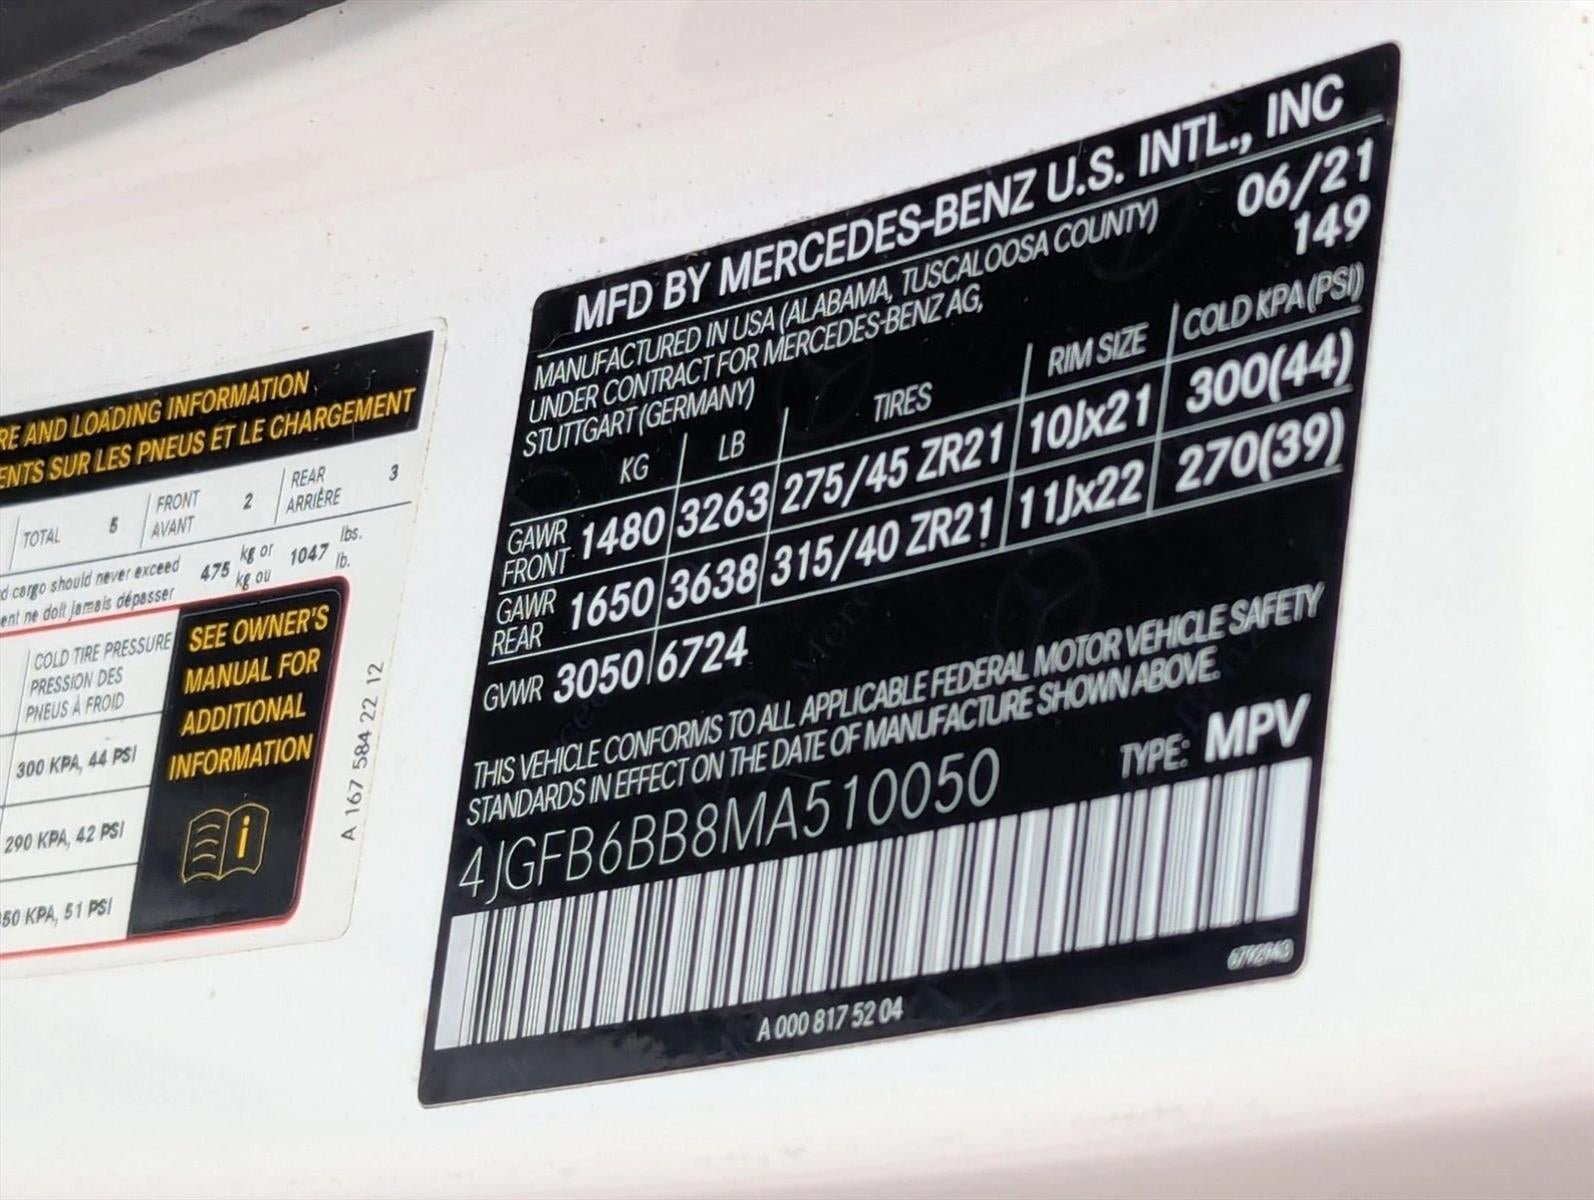 MFD BY MERCEDES-BENZ U.S. INTL., INC
MANUFACTURED IN USA (ALABAMA, TUSCALOOSA COUNTY) 06/21
UNDER CONTRACT FOR MERCEDES-BENZ AG, 149
STUTTGART (GERMANY)
KG LB TIRES RIM SIZE COLD KPA (PSI)
GAWR FRONT 1480 3263 275/45 ZR21 10Jx21 300(44)
GAWR REAR 1650 3638 315/40 ZR21 11Jx22 270(39)
GVWR 3050 6724
THIS VEHICLE CONFORMS TO ALL APPLICABLE FEDERAL MOTOR VEHICLE SAFETY
STANDARDS IN EFFECT ON THE DATE OF MANUFACTURE SHOWN ABOVE.
4JGFB6BB8MA510050 TYPE: MPV
A 000 817 52 04
AND LOADING INFORMATION
SUR LES PNEUS ET LE CHARGEMENT
TOTAL 5 FRONT AVANT 2 REAR ARRIÈRE 3
cargo should never exceed 475 kg or 1047 lbs.
ne doit jamais dépasser kg ou lb.
COLD TIRE PRESSURE
PRESSION DES
PNEUS À FROID
300 KPA, 44 PSI
290 KPA, 42 PSI
KPA, 51 PSI
SEE OWNER'S
MANUAL FOR
ADDITIONAL
INFORMATION
i
A 167 584 22 12